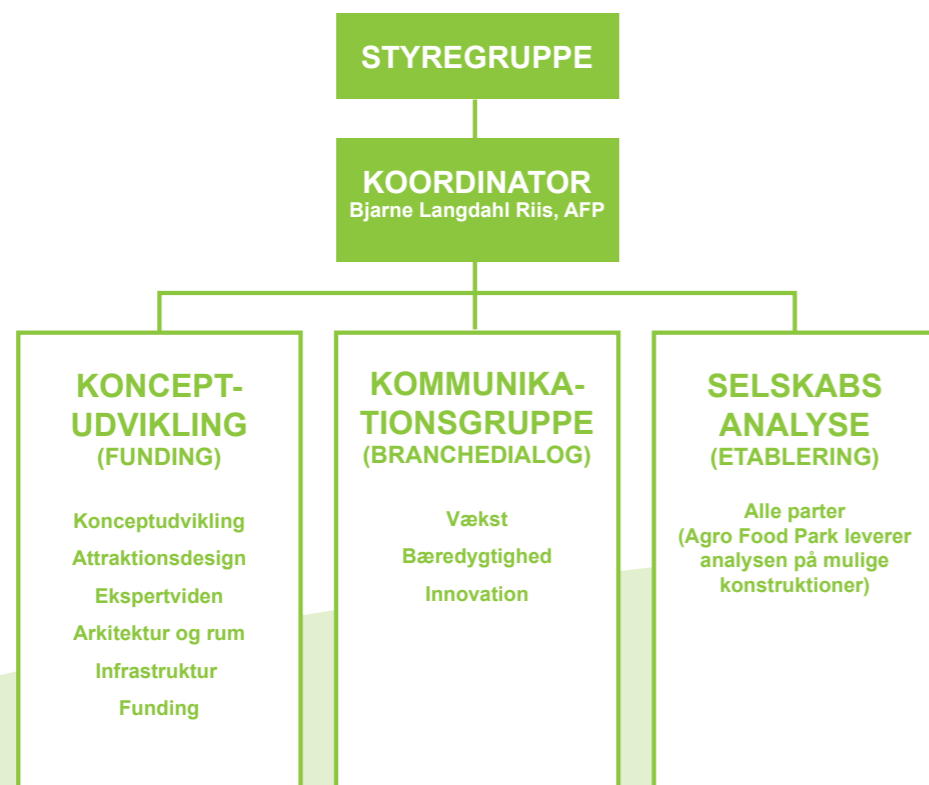 STYREGRUPPE
KOORDINATOR
Bjarne Langdahl Riis, AFP
KONCEPT-
UDVIKLING
(FUNDING)
Konceptudvikling
Attraktionsdesign
Ekspertviden
Arkitektur og rum
Infrastruktur
Funding
KOMMUNIKA-
TIONSGRUPPE
(BRANCHEDIALOG)
Vækst
Bæredygtighed
Innovation
SELSKABS
ANALYSE
(ETABLERING)
Alle parter
(Agro Food Park leverer
analysen på mulige
konstruktioner)